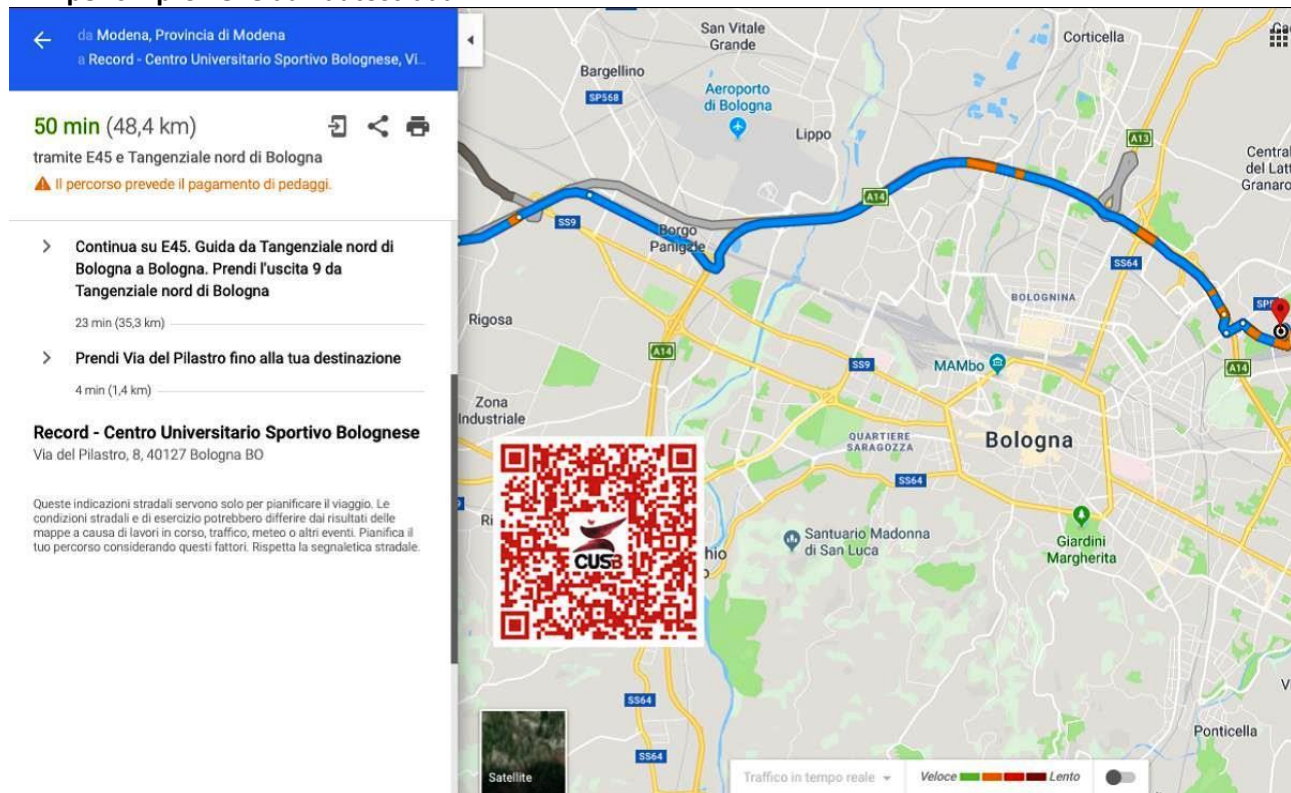 da Modena, Provincia di Modena
a Record - Centro Universitario Sportivo Bolognese, Vi...
50 min (48,4 km)
tramite E45 e Tangenziale nord di Bologna
Il percorso prevede il pagamento di pedaggi.
Continua su E45. Guida da Tangenziale nord di
Bologna a Bologna. Prendi l'uscita 9 da
Tangenziale nord di Bologna
23 min (35,3 km)
Prendi Via del Pilastro fino alla tua destinazione
4 min (1,4 km)
Record - Centro Universitario Sportivo Bolognese
Via del Pilastro, 8, 40127 Bologna BO
Queste indicazioni stradali servono solo per pianificare il viaggio. Le
condizioni stradali e di esercizio potrebbero differire dai risultati delle
mappe a causa di lavori in corso, traffico, meteo o altri eventi. Pianifica il
tuo percorso considerando questi fattori. Rispetta la segnaletica stradale.
San Vitale
Grande
Corticella
Bargellino
SP568
Aeroporto
di Bologna
Lippo
A13
Central
del Latt
Granaro
A14
SS9
Borgo
Panigale
SS64
BOLOGNINA
Rigosa
A14
SS9
MAMbo
A14
Zona
Industriale
QUARTIERE
SARAGOZZA
Bologna
SS64
CUSB
Santuario Madonna
di San Luca
Giardini
Margherita
SS64
Ponticella
SS64
Satellite
Traffico in tempo reale
Veloce
Lento